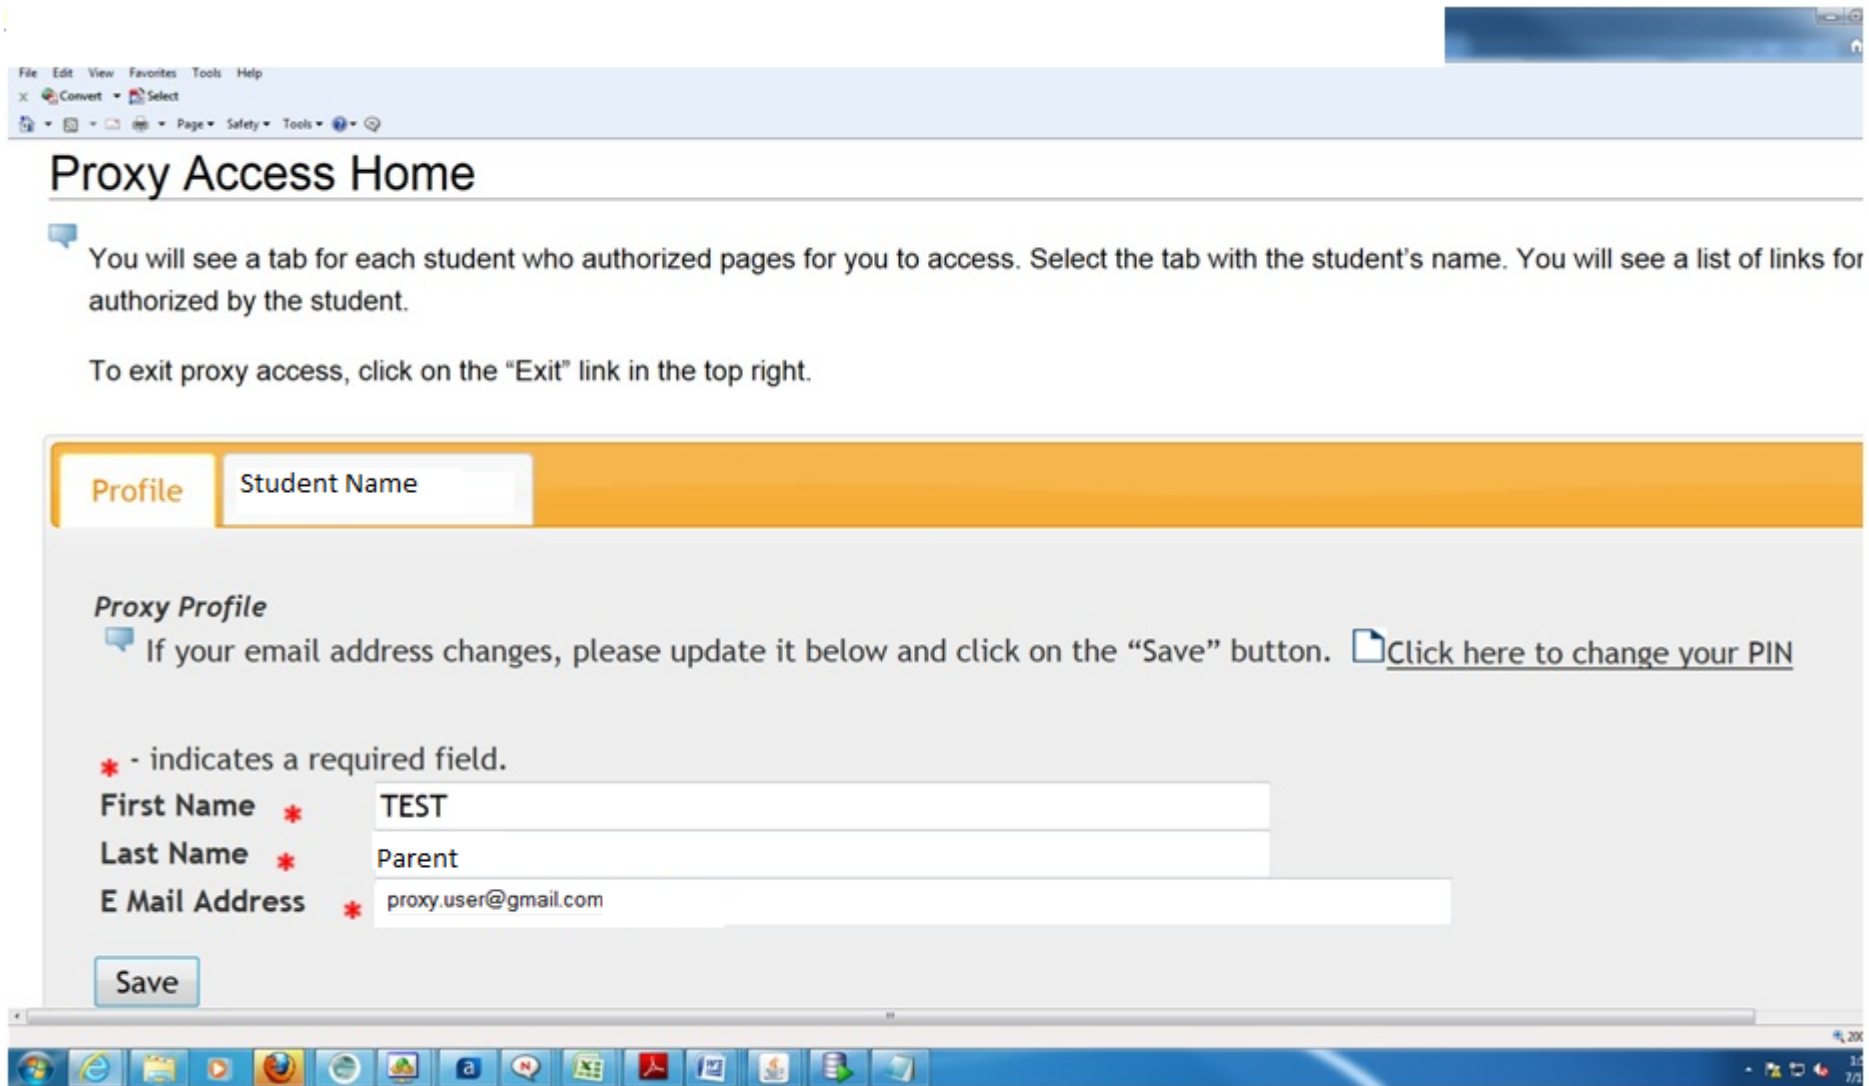 File Edit View Favorites Tools Help
x Convert Select
Page Safety Tools
Proxy Access Home
You will see a tab for each student who authorized pages for you to access. Select the tab with the student's name. You will see a list of links for
authorized by the student.
To exit proxy access, click on the “Exit” link in the top right.
Profile Student Name
Proxy Profile
If your email address changes, please update it below and click on the “Save” button. Click here to change your PIN
* - indicates a required field.
First Name * TEST
Last Name * Parent
E Mail Address * proxy.user@gmail.com
Save